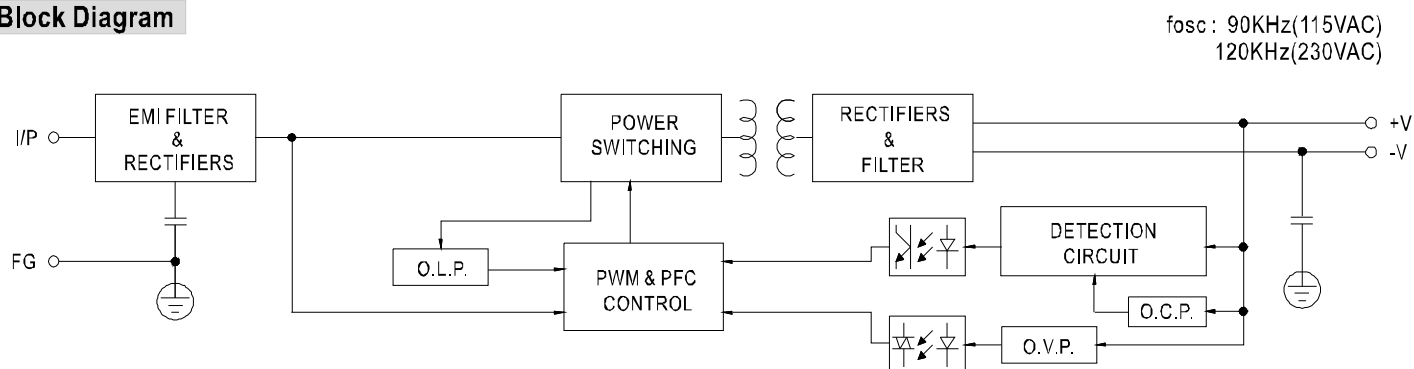 Block Diagram
fosc : 90KHz(115VAC)
120KHz(230VAC)
I/P
EMI FILTER
&
RECTIFIERS
POWER
SWITCHING
RECTIFIERS
&
FILTER
+V
-V
FG
O.L.P.
PWM & PFC
CONTROL
DETECTION
CIRCUIT
O.C.P.
O.V.P.